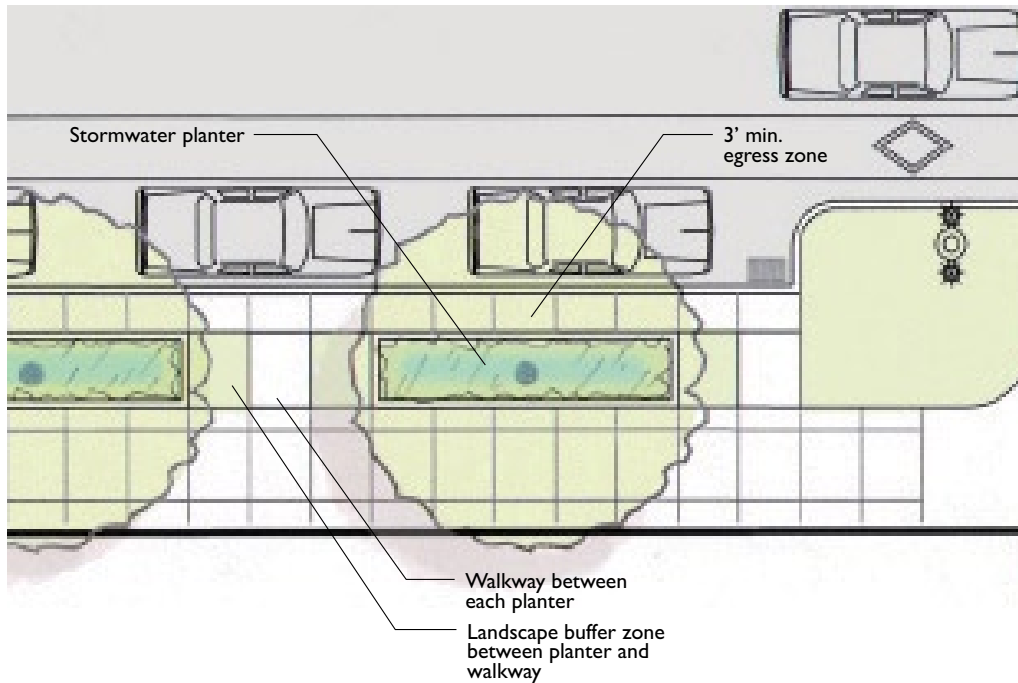 Stormwater planter
3’ min.
egress zone
Walkway between
each planter
Landscape buffer zone
between planter and
walkway